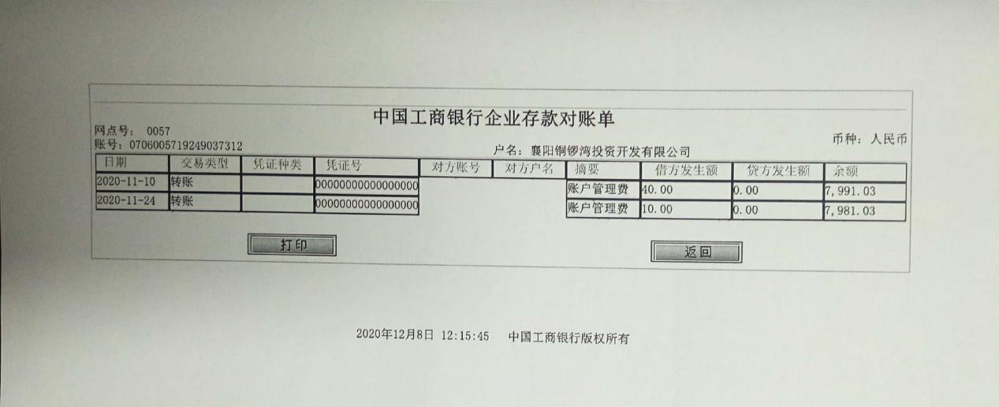 中国工商银行企业存款对账单
网点号： 0057
币种：人民币
账号：0706005719249037312 户名：襄阳铜锣湾投资开发有限公司
日期 交易类型 凭证种类 凭证号 对方账号 对方户名 摘要 借方发生额 贷方发生额 余额
2020-11-10 转账 00000000000000000 账户管理费 40.00 0.00 7,991.03
2020-11-24 转账 00000000000000000 账户管理费 10.00 0.00 7,981.03
打印 返回
2020年12月8日 12:15:45 中国工商银行版权所有